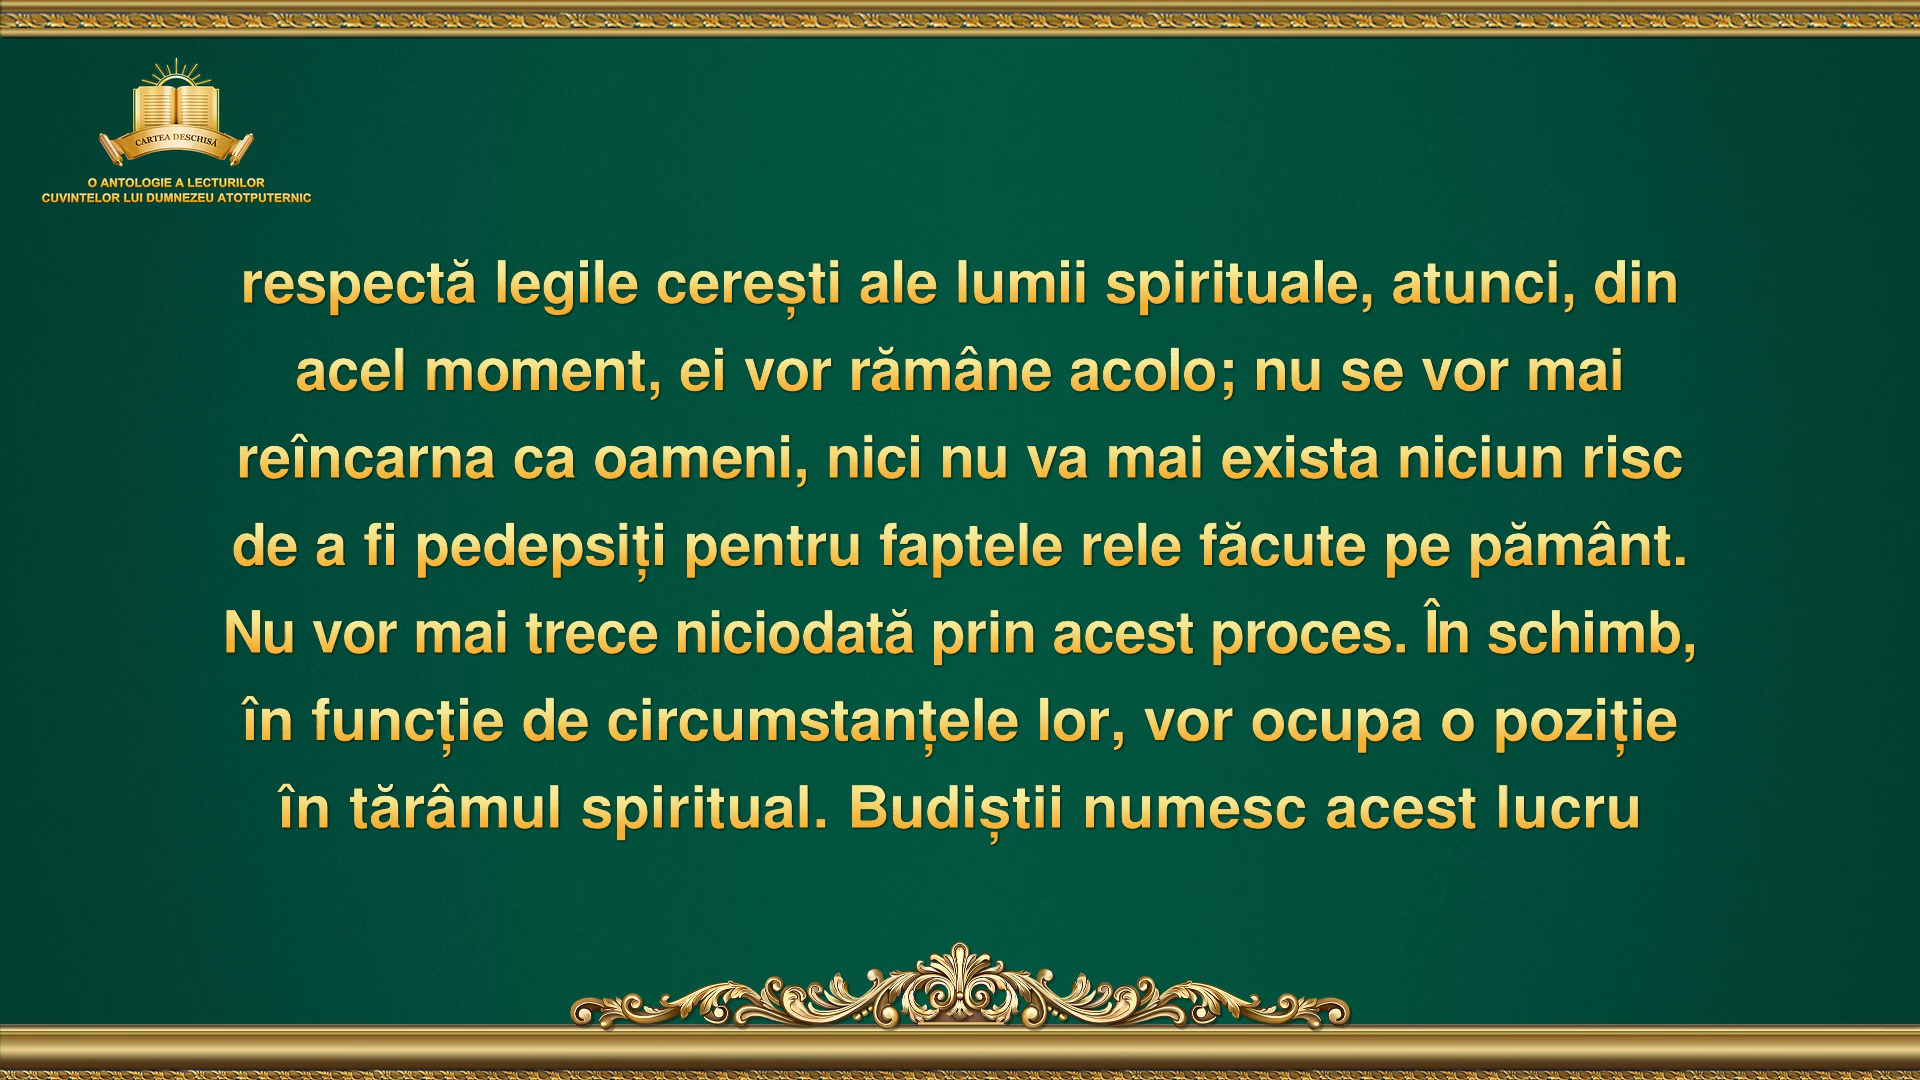 CARTEA DESCHISĂ
O ANTOLOGIE A LECTURILOR
CUVINTELOR LUI DUMNEZEU ATOTPUTERNIC
respectă legile cerești ale lumii spirituale, atunci, din
acel moment, ei vor rămâne acolo; nu se vor mai
reîncarna ca oameni, nici nu va mai exista niciun risc
de a fi pedepsiți pentru faptele rele făcute pe pământ.
Nu vor mai trece niciodată prin acest proces. În schimb,
în funcție de circumstanțele lor, vor ocupa o poziție
în tărâmul spiritual. Budiștii numesc acest lucru